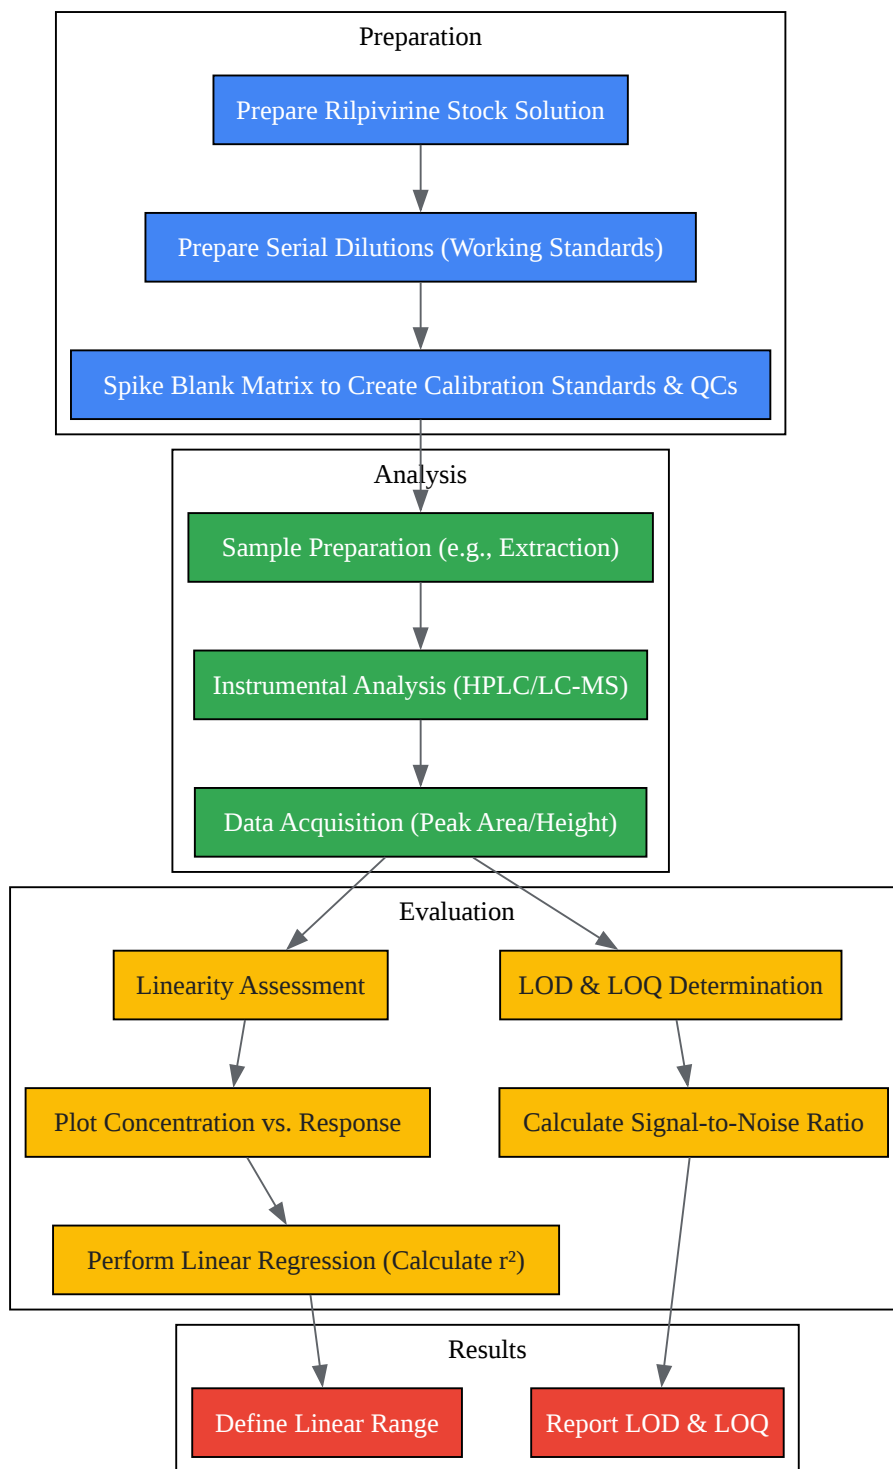 Preparation
Prepare Rilpivirine Stock Solution
Prepare Serial Dilutions (Working Standards)
Spike Blank Matrix to Create Calibration Standards & QCs
Analysis
Sample Preparation (e.g., Extraction)
Instrumental Analysis (HPLC/LC-MS)
Data Acquisition (Peak Area/Height)
Evaluation
Linearity Assessment
LOD & LOQ Determination
Plot Concentration vs. Response
Calculate Signal-to-Noise Ratio
Perform Linear Regression (Calculate r²)
Results
Define Linear Range
Report LOD & LOQ